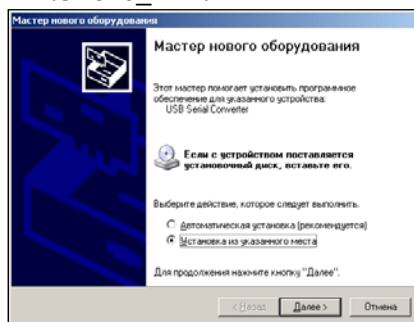 Мастер нового оборудования
Мастер нового оборудования
Этот мастер помогает установить программное
обеспечение для указанного устройства:
USB Serial Converter
Если с устройством поставляется
установочный диск, вставьте его.
Выберите действие, которое следует выполнить.
Автоматическая установка (рекомендуется)
Установка из указанного места
Для продолжения нажмите кнопку "Далее".
< Назад
Далее >
Отмена